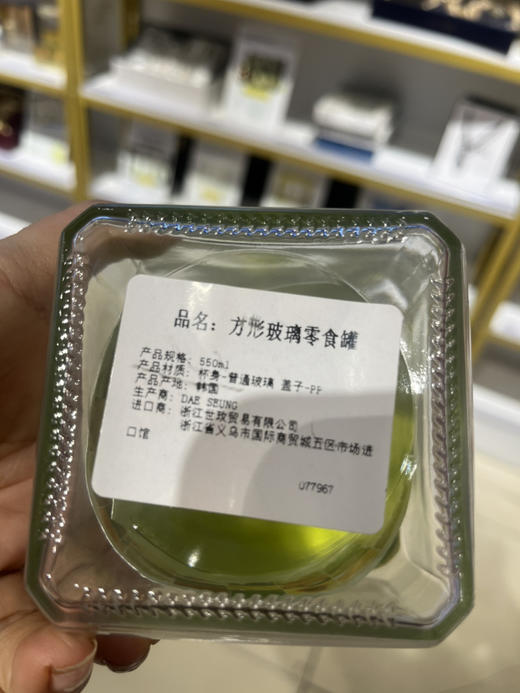 品名: 方形玻璃零食罐
产品规格: 550ml
产品材质: 杯身-普通玻璃 盖子-PP
产品产地: 韩国
生产商: DAE SEUNG
进口商: 浙江世玫贸易有限公司
浙江省义乌市国际商贸城五区市场进
口馆
077967